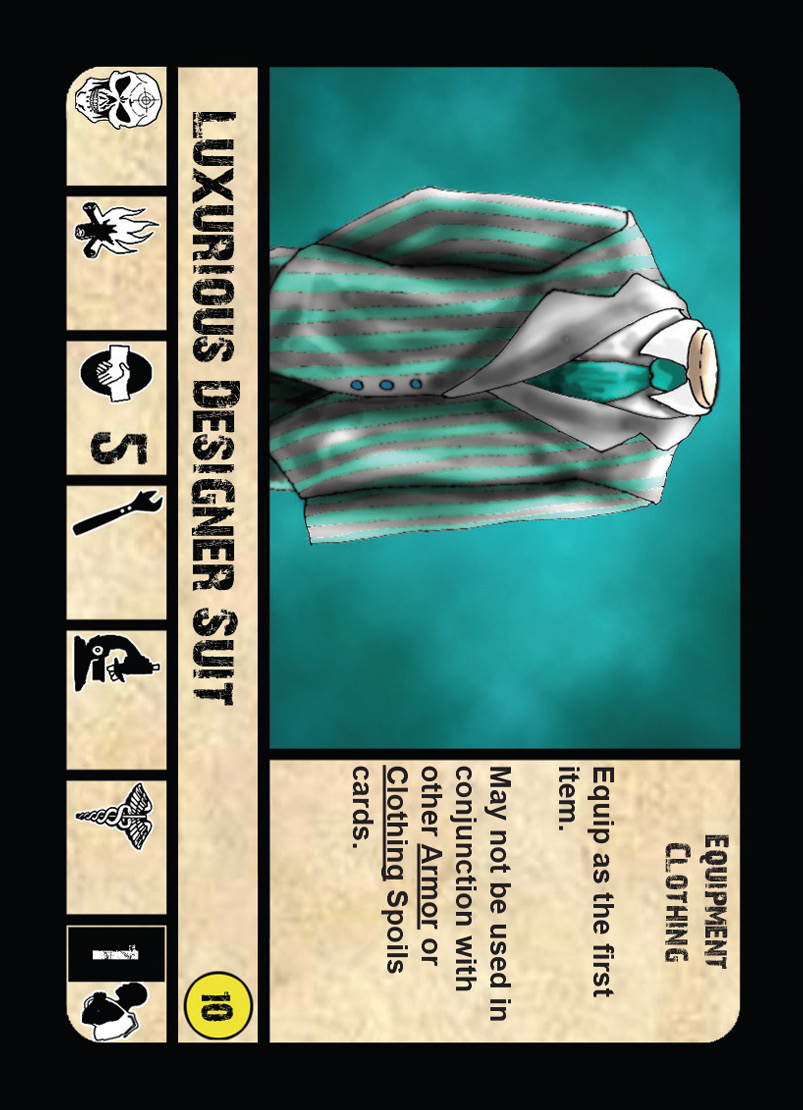 EQUIPMENT
CLOTHING
Equip as the first
item.
May not be used in
conjunction with
other Armor or
Clothing Spoils
cards.
LUXURIOUS DESIGNER SUIT
10
5
1